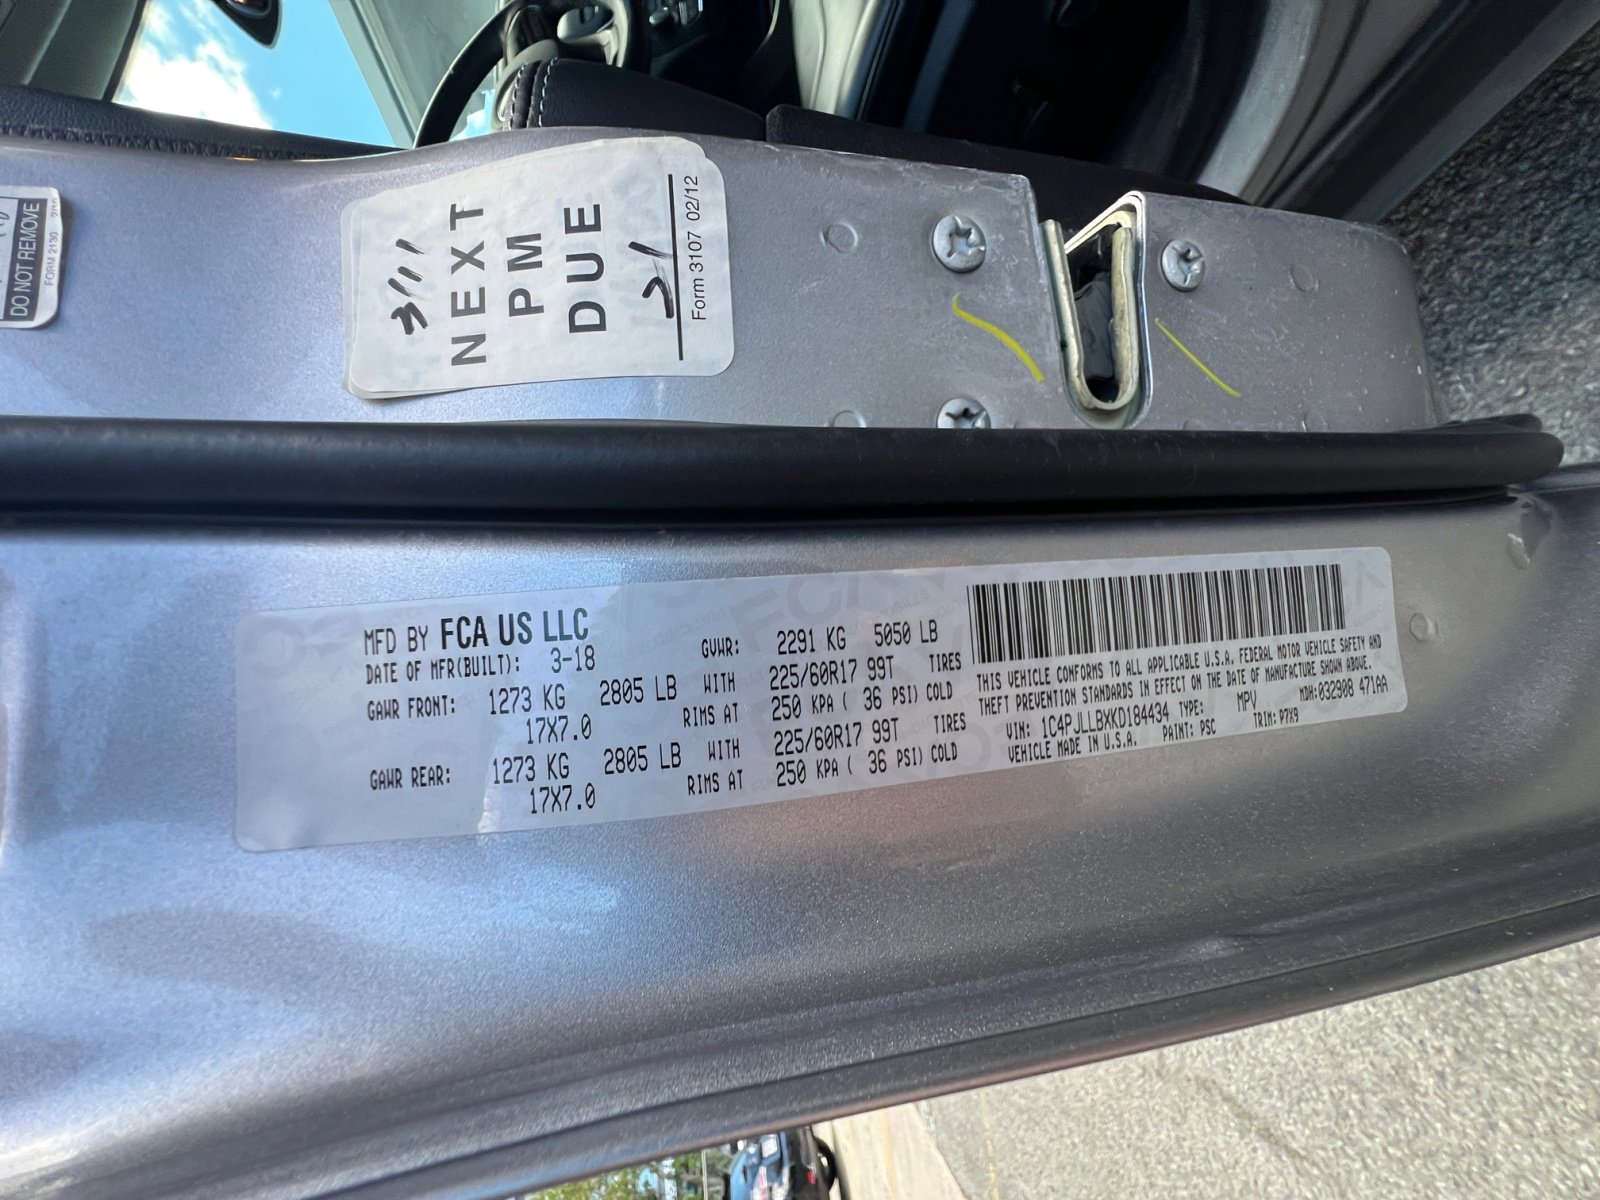 DO NOT REMOVE
FORM 2130
3/11
NEXT
PM
DUE
21
Form 3107 02/12
MFD BY FCA US LLC
DATE OF MFR(BUILT): 3-18 GVWR: 2291 KG 5050 LB
GAWR FRONT: 1273 KG 2805 LB WITH 225/60R17 99T TIRES
17X7.0 RIMS AT 250 KPA ( 36 PSI) COLD
GAWR REAR: 1273 KG 2805 LB WITH 225/60R17 99T TIRES
17X7.0 RIMS AT 250 KPA ( 36 PSI) COLD
THIS VEHICLE CONFORMS TO ALL APPLICABLE U.S.A. FEDERAL MOTOR VEHICLE SAFETY AND
THEFT PREVENTION STANDARDS IN EFFECT ON THE DATE OF MANUFACTURE SHOWN ABOVE.
VIN: 1C4PJLLBXKD184434 TYPE: MPV MDH:032908 471AA
VEHICLE MADE IN U.S.A. PAINT: PSC TRIM: P7X9